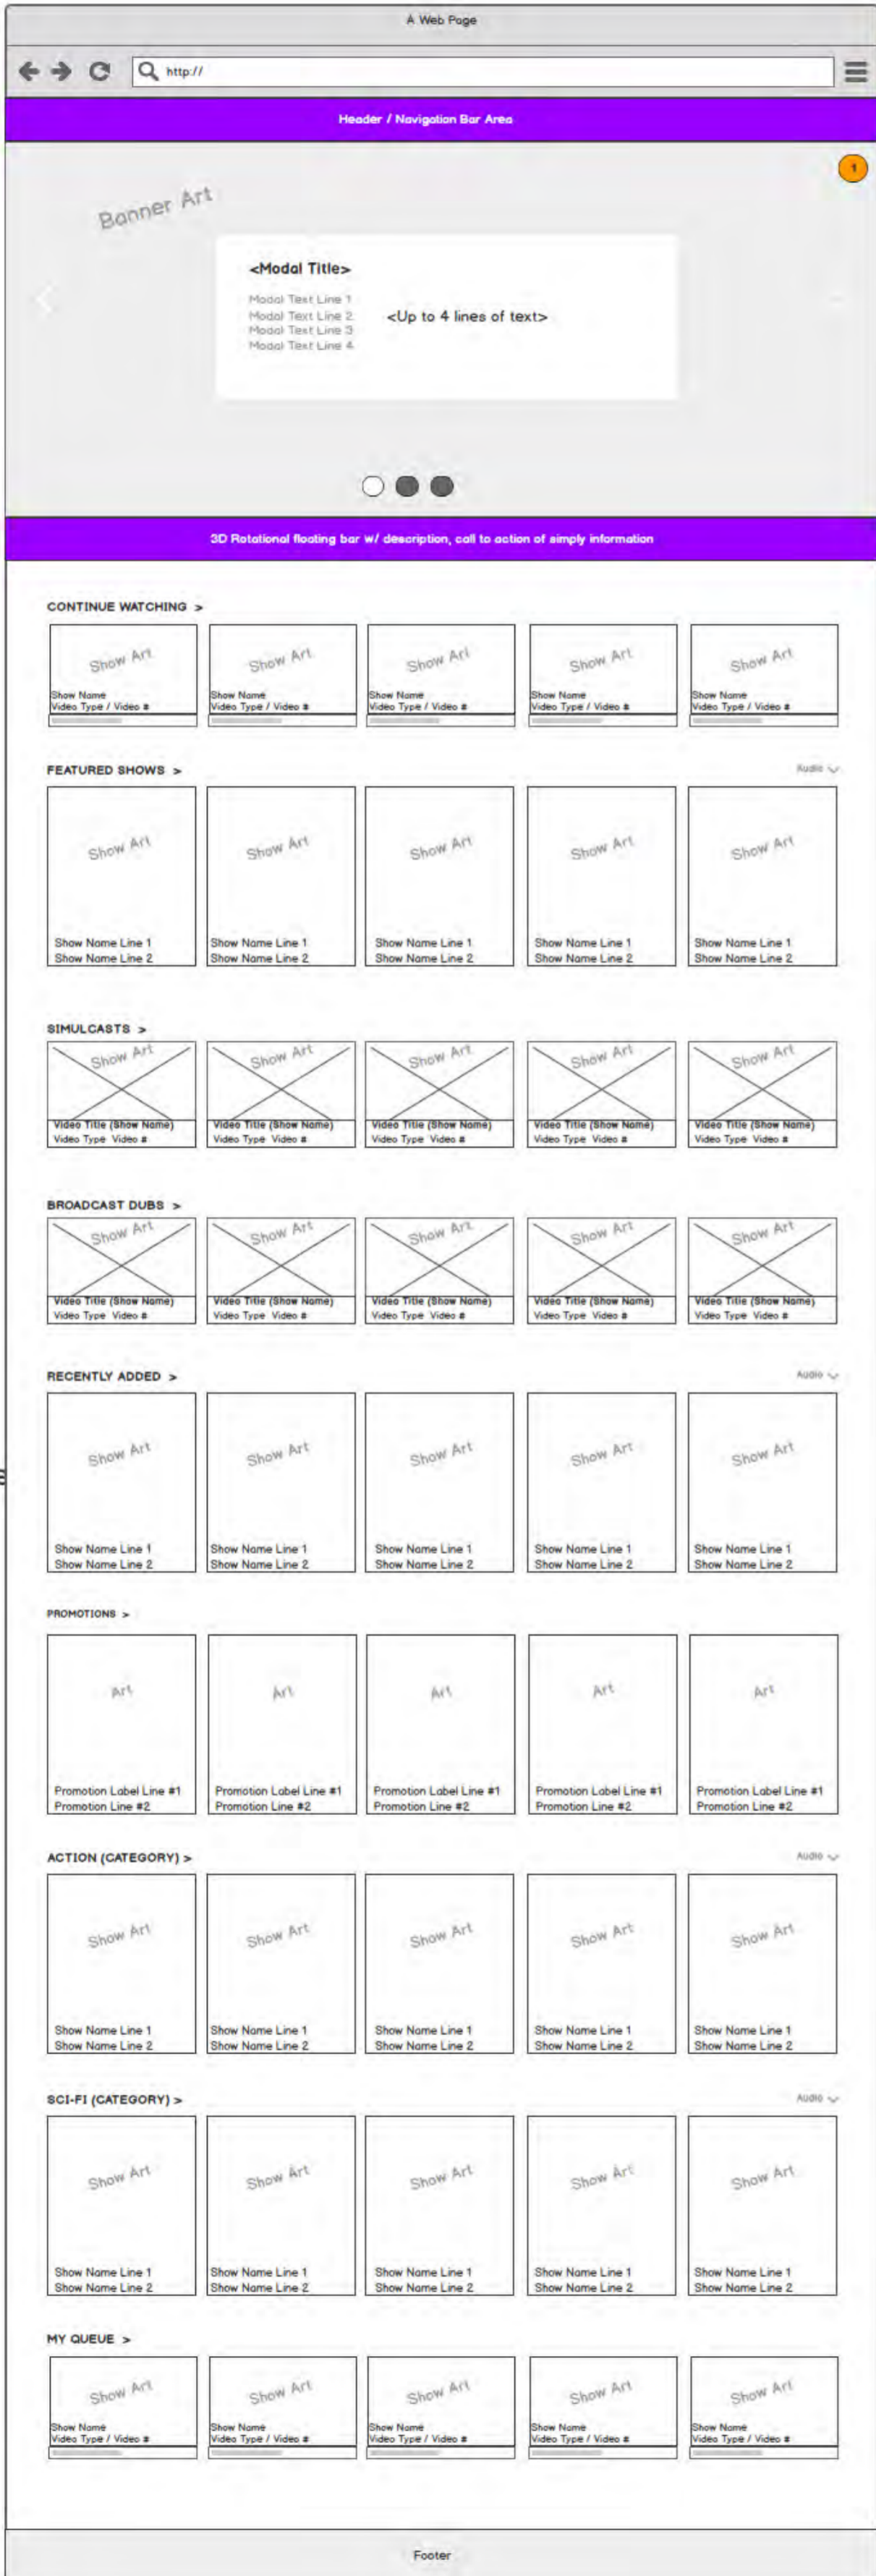 A Web Page
http://
Header / Navigation Bar Area
1
Banner Art
<Modal Title>
Modal Text Line 1
Modal Text Line 2
Modal Text Line 3
Modal Text Line 4
<Up to 4 lines of text>
3D Rotational floating bar w/ description, call to action of simply information
CONTINUE WATCHING >
Show Art Show Art Show Art Show Art Show Art
Show Name Show Name Show Name Show Name Show Name
Video Type / Video # Video Type / Video # Video Type / Video # Video Type / Video # Video Type / Video #
FEATURED SHOWS > Audio
Show Art Show Art Show Art Show Art Show Art
Show Name Line 1 Show Name Line 1 Show Name Line 1 Show Name Line 1 Show Name Line 1
Show Name Line 2 Show Name Line 2 Show Name Line 2 Show Name Line 2 Show Name Line 2
SIMULCASTS >
Show Art Show Art Show Art Show Art Show Art
Video Title (Show Name) Video Title (Show Name) Video Title (Show Name) Video Title (Show Name) Video Title (Show Name)
Video Type Video # Video Type Video # Video Type Video # Video Type Video # Video Type Video #
BROADCAST DUBS >
Show Art Show Art Show Art Show Art Show Art
Video Title (Show Name) Video Title (Show Name) Video Title (Show Name) Video Title (Show Name) Video Title (Show Name)
Video Type Video # Video Type Video # Video Type Video # Video Type Video # Video Type Video #
RECENTLY ADDED > Audio
Show Art Show Art Show Art Show Art Show Art
Show Name Line 1 Show Name Line 1 Show Name Line 1 Show Name Line 1 Show Name Line 1
Show Name Line 2 Show Name Line 2 Show Name Line 2 Show Name Line 2 Show Name Line 2
PROMOTIONS >
Art Art Art Art Art
Promotion Label Line #1 Promotion Label Line #1 Promotion Label Line #1 Promotion Label Line #1 Promotion Label Line #1
Promotion Line #2 Promotion Line #2 Promotion Line #2 Promotion Line #2 Promotion Line #2
ACTION (CATEGORY) > Audio
Show Art Show Art Show Art Show Art Show Art
Show Name Line 1 Show Name Line 1 Show Name Line 1 Show Name Line 1 Show Name Line 1
Show Name Line 2 Show Name Line 2 Show Name Line 2 Show Name Line 2 Show Name Line 2
SCI-FI (CATEGORY) > Audio
Show Art Show Art Show Art Show Art Show Art
Show Name Line 1 Show Name Line 1 Show Name Line 1 Show Name Line 1 Show Name Line 1
Show Name Line 2 Show Name Line 2 Show Name Line 2 Show Name Line 2 Show Name Line 2
MY QUEUE >
Show Art Show Art Show Art Show Art Show Art
Show Name Show Name Show Name Show Name Show Name
Video Type / Video # Video Type / Video # Video Type / Video # Video Type / Video # Video Type / Video #
Footer